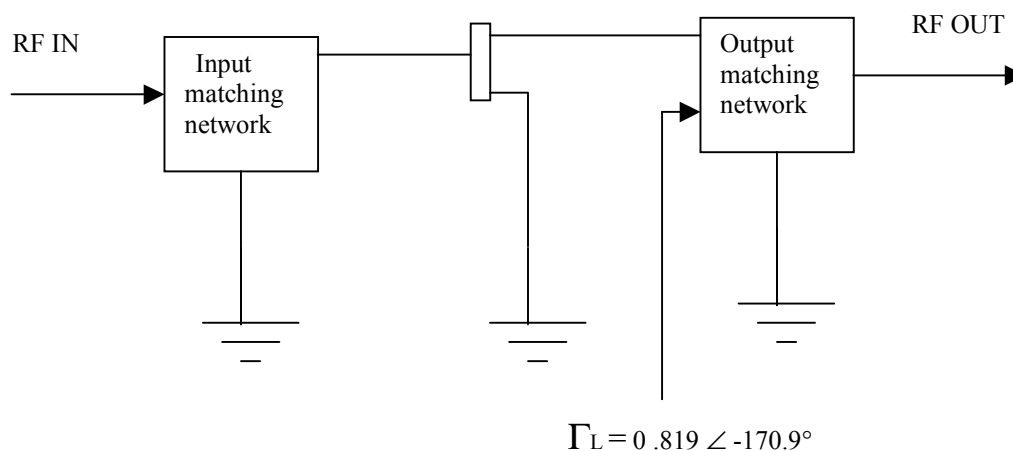 RF IN
Input
matching
network
Output
matching
network
RF OUT
ΓL = 0 .819 ∠ -170.9°